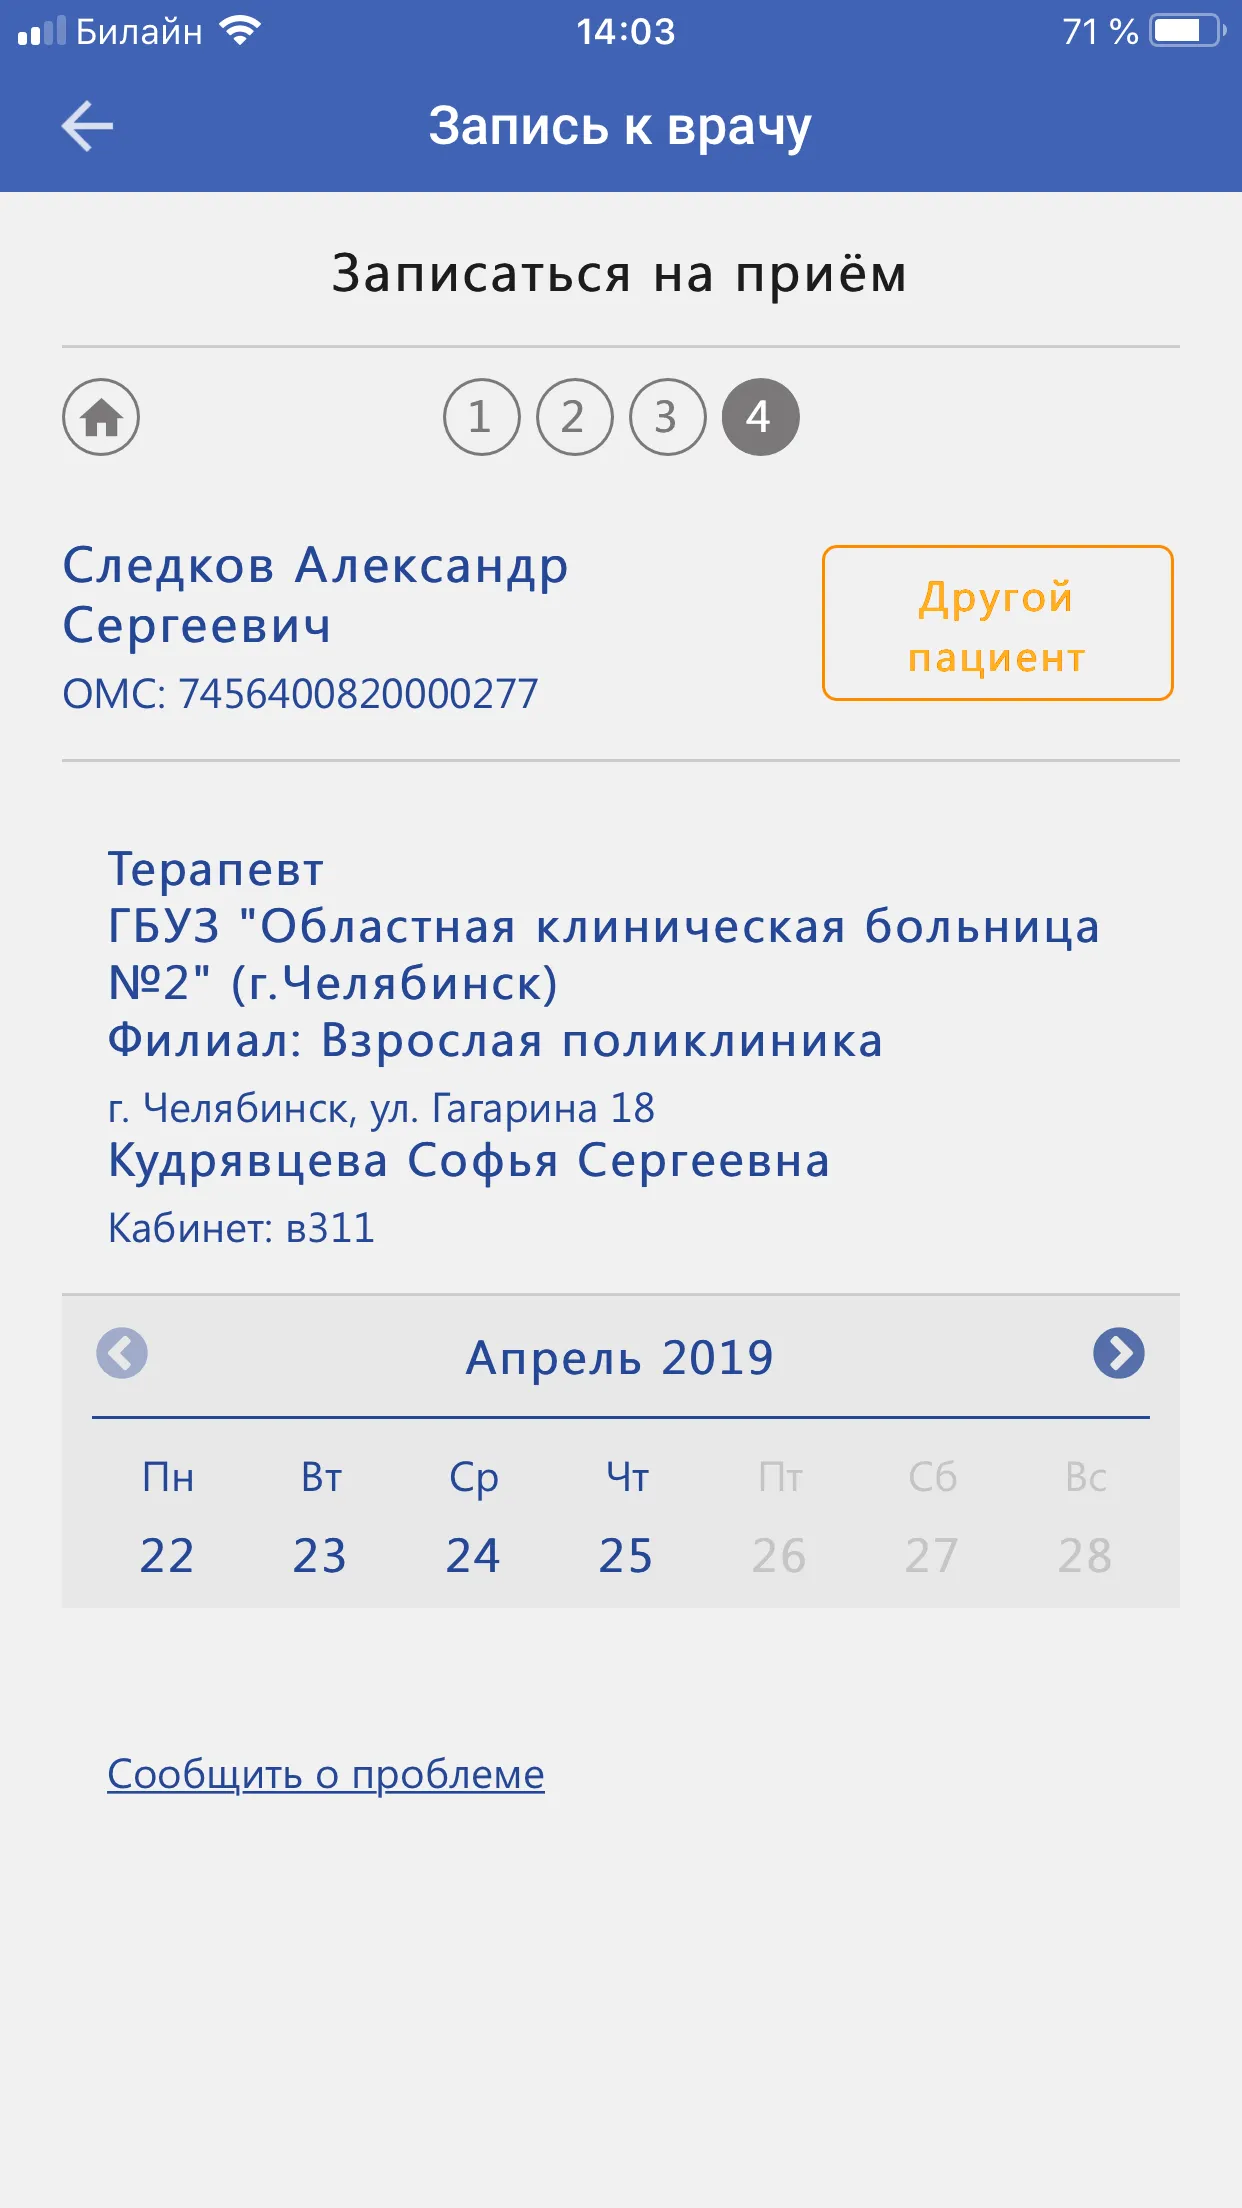 Билайн 14:03 71 %
Запись к врачу
Записаться на приём
1 2 3 4
Следков Александр
Сергеевич
ОМС: 7456400820000277
Другой
пациент
Терапевт
ГБУЗ "Областная клиническая больница
№2" (г.Челябинск)
Филиал: Взрослая поликлиника
г. Челябинск, ул. Гагарина 18
Кудрявцева Софья Сергеевна
Кабинет: в311
Апрель 2019
Пн Вт Ср Чт Пт Сб Вс
22 23 24 25 26 27 28
Сообщить о проблеме